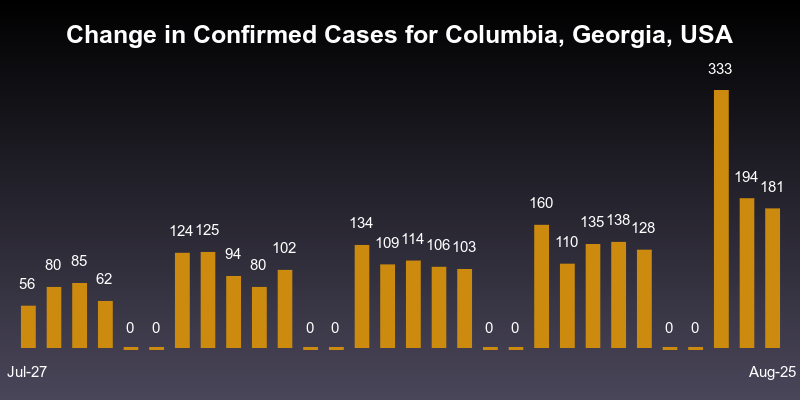 Change in Confirmed Cases for Columbia, Georgia, USA
56 80 85 62 0 0 124 125 94 80 102 0 0 134 109 114 106 103 0 0 160 110 135 138 128 0 0 333 194 181
Jul-27 Aug-25